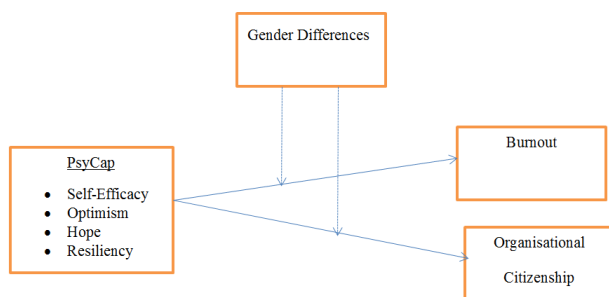 Gender Differences
Burnout
PsyCap
• Self-Efficacy
• Optimism
• Hope
• Resiliency
Organisational
Citizenship